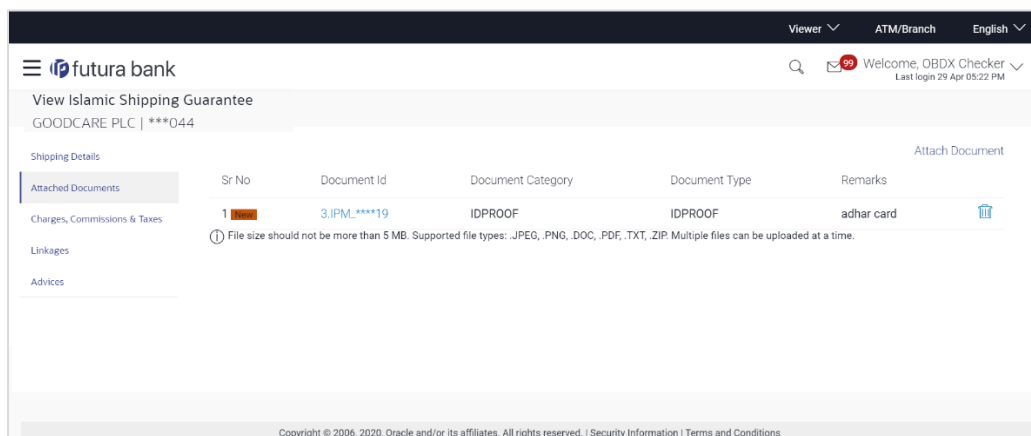 Viewer ATM/Branch English
futura bank 99 Welcome, OBDX Checker
Last login 29 Apr 05:22 PM
View Islamic Shipping Guarantee
GOODCARE PLC | ***044
Attach Document
Shipping Details
Attached Documents
Charges, Commissions & Taxes
Linkages
Advices
Sr No Document Id Document Category Document Type Remarks
1 New 3.IPM_****19 IDPROOF IDPROOF adhar card
File size should not be more than 5 MB. Supported file types: .JPEG, .PNG, .DOC, .PDF, .TXT, .ZIP. Multiple files can be uploaded at a time.
Copyright © 2006, 2020, Oracle and/or its affiliates. All rights reserved. | Security Information | Terms and Conditions